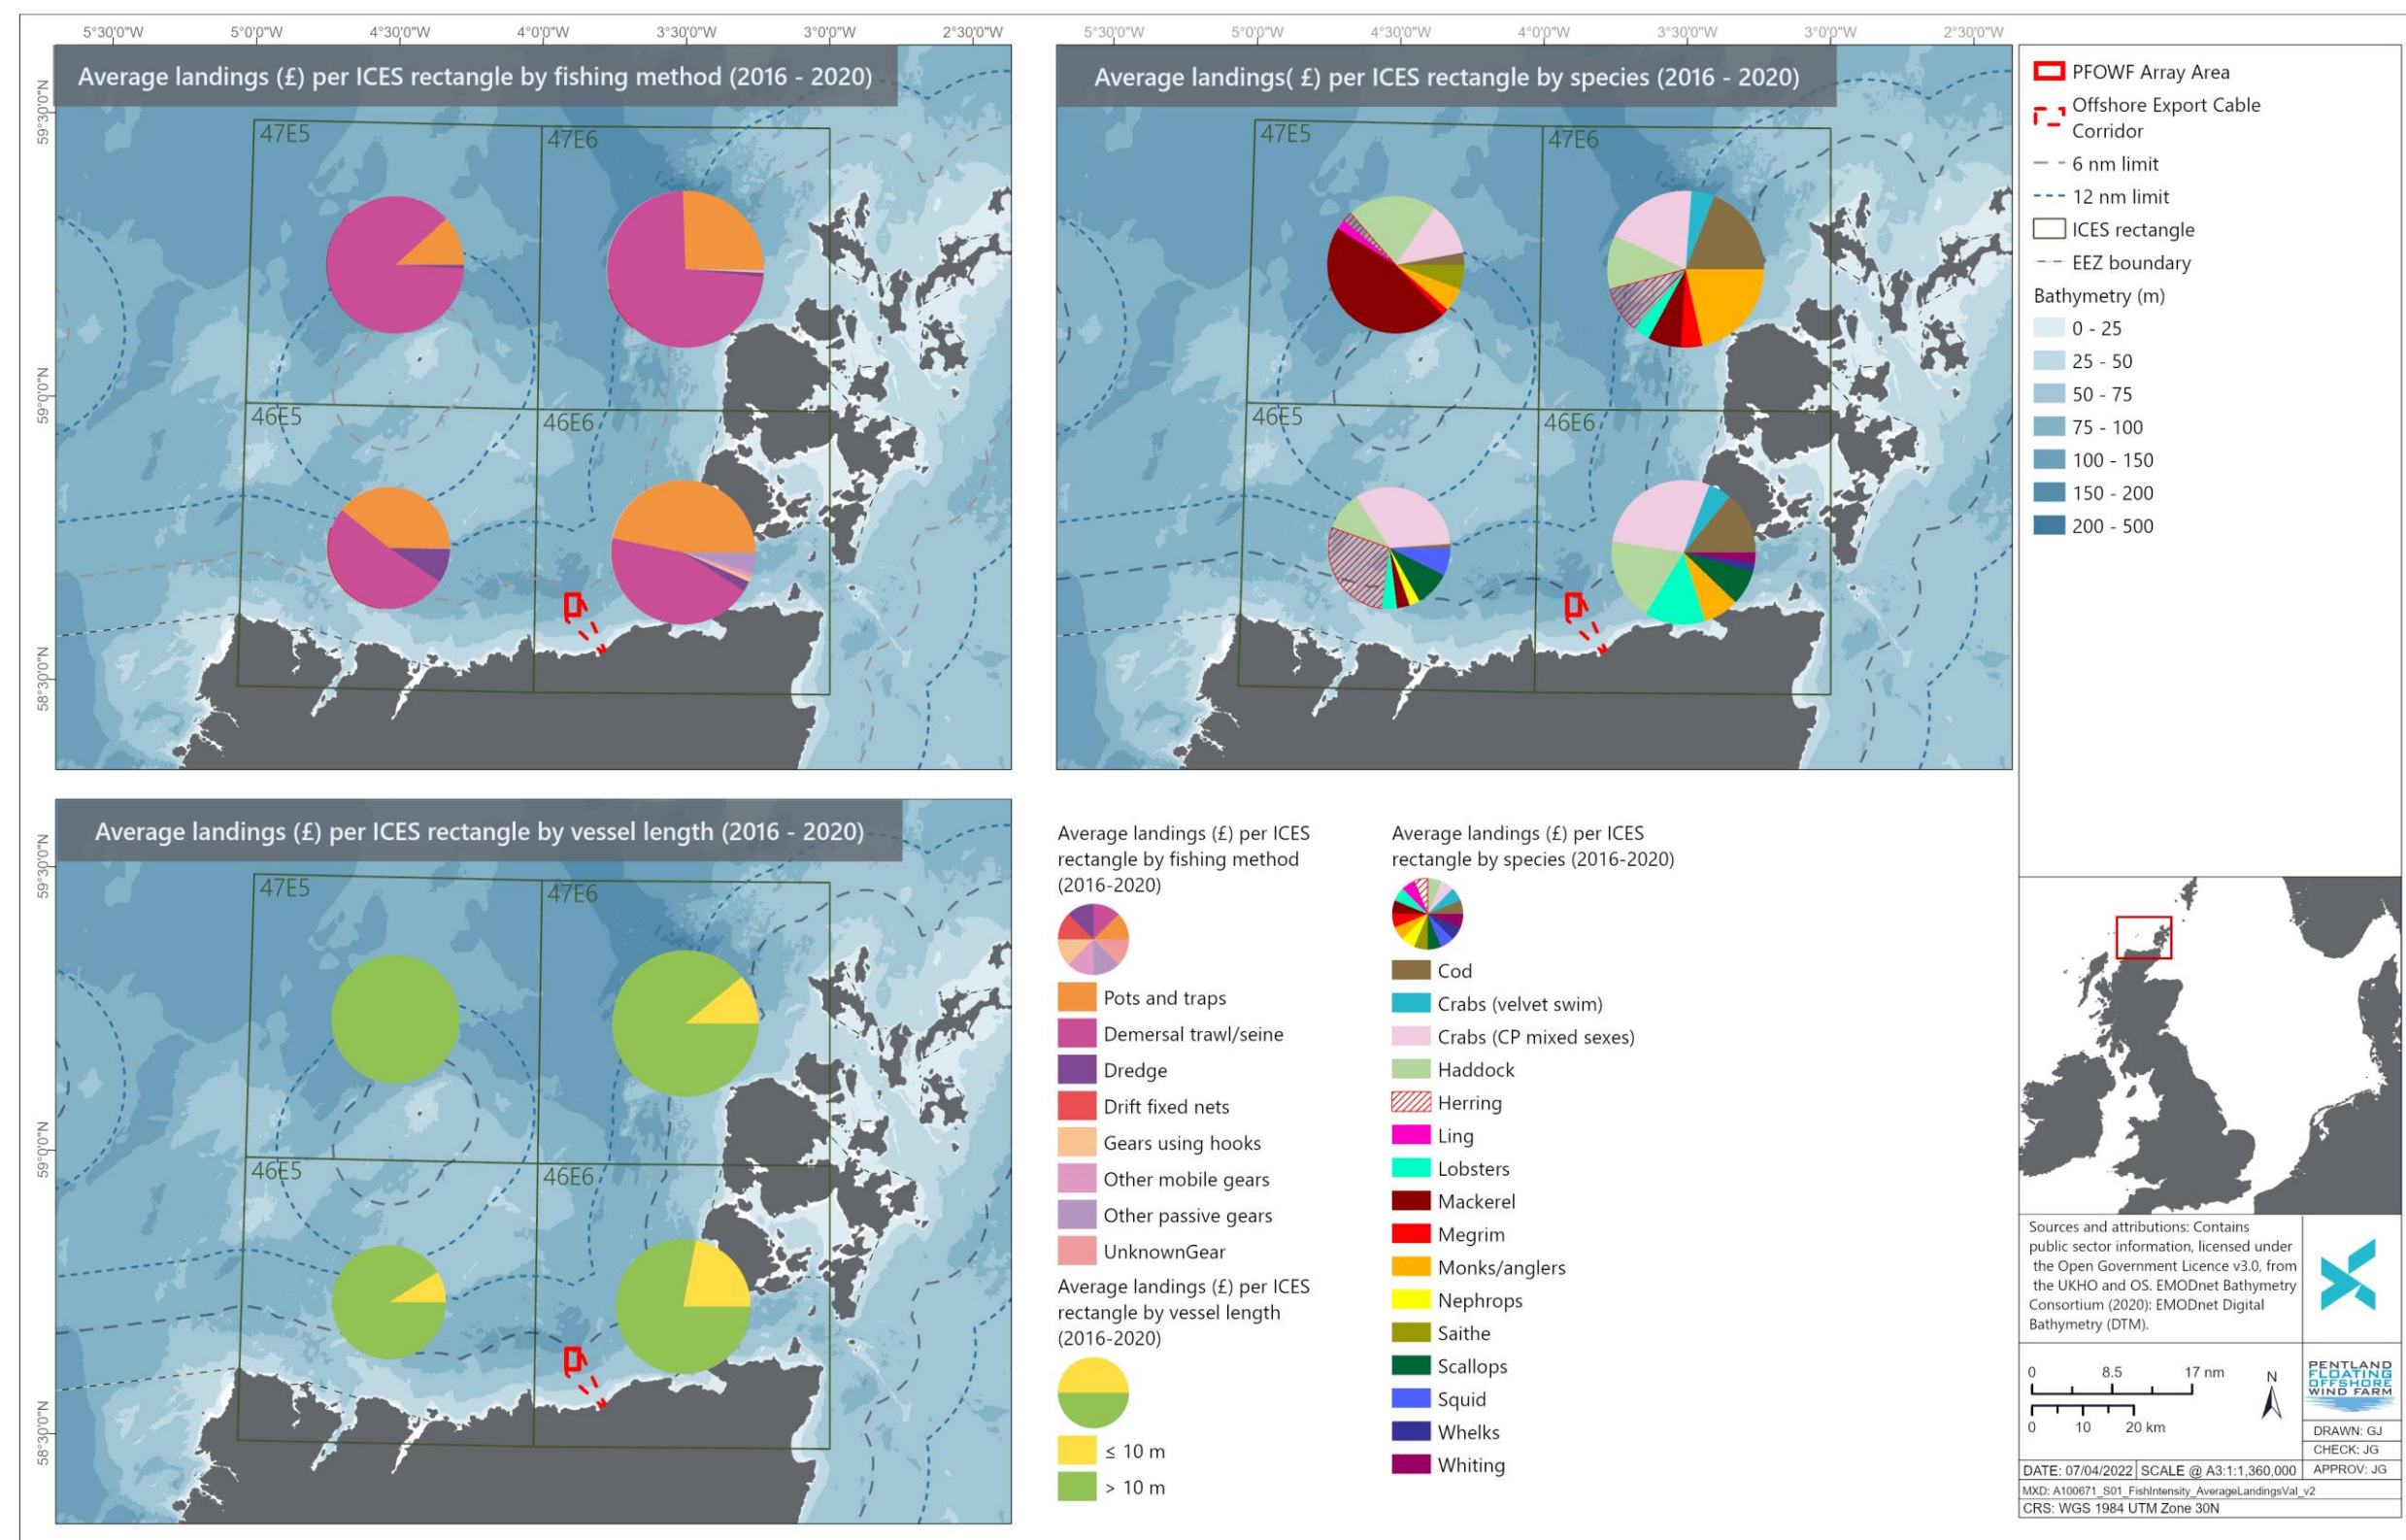 5°30'0"W 5°0'0"W 4°30'0"W 4°0'0"W 3°30'0"W 3°0'0"W 2°30'0"W
59°30'0"N
59°0'0"N
58°30'0"N
Average landings (£) per ICES rectangle by fishing method (2016 - 2020)
47E5
47E6
46E5
46E6
5°30'0"W 5°0'0"W 4°30'0"W 4°0'0"W 3°30'0"W 3°0'0"W 2°30'0"W
Average landings( £) per ICES rectangle by species (2016 - 2020)
47E5
47E6
46E5
46E6
PFOWF Array Area
Offshore Export Cable
Corridor
6 nm limit
12 nm limit
ICES rectangle
EEZ boundary
Bathymetry (m)
0 - 25
25 - 50
50 - 75
75 - 100
100 - 150
150 - 200
200 - 500
59°30'0"N
59°0'0"N
58°30'0"N
Average landings (£) per ICES rectangle by vessel length (2016 - 2020)
47E5
47E6
46E5
46E6
Average landings (£) per ICES
rectangle by fishing method
(2016-2020)
Pots and traps
Demersal trawl/seine
Dredge
Drift fixed nets
Gears using hooks
Other mobile gears
Other passive gears
UnknownGear
Average landings (£) per ICES
rectangle by vessel length
(2016-2020)
≤ 10 m
> 10 m
Average landings (£) per ICES
rectangle by species (2016-2020)
Cod
Crabs (velvet swim)
Crabs (CP mixed sexes)
Haddock
Herring
Ling
Lobsters
Mackerel
Megrim
Monks/anglers
Nephrops
Saithe
Scallops
Squid
Whelks
Whiting
Sources and attributions: Contains
public sector information, licensed under
the Open Government Licence v3.0, from
the UKHO and OS. EMODnet Bathymetry
Consortium (2020): EMODnet Digital
Bathymetry (DTM).
0 8.5 17 nm
0 10 20 km
N
PENTLAND
FLOATING
OFFSHORE
WIND FARM
DRAWN: GJ
CHECK: JG
DATE: 07/04/2022 SCALE @ A3:1:1,360,000 APPROV: JG
MXD: A100671_S01_FishIntensity_AverageLandingsVal_v2
CRS: WGS 1984 UTM Zone 30N